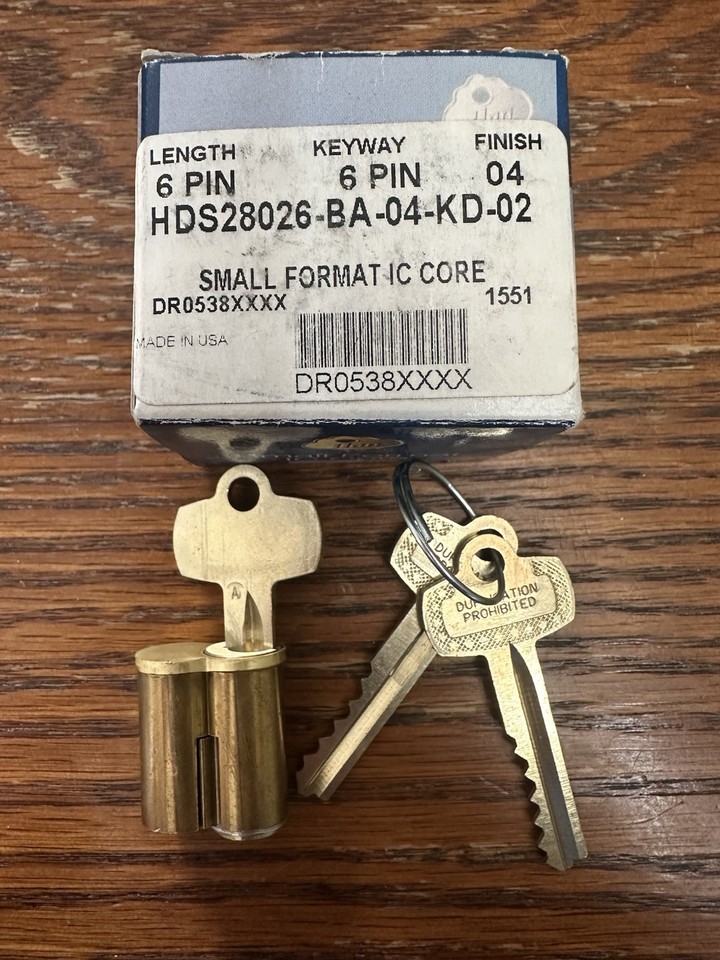 LENGTH KEYWAY FINISH
6 PIN 6 PIN 04
HDS28026-BA-04-KD-02
SMALL FORMAT IC CORE
DR0538XXXX 1551
MADE IN USA
DR0538XXXX
A
DU
DUPLICATION
PROHIBITED